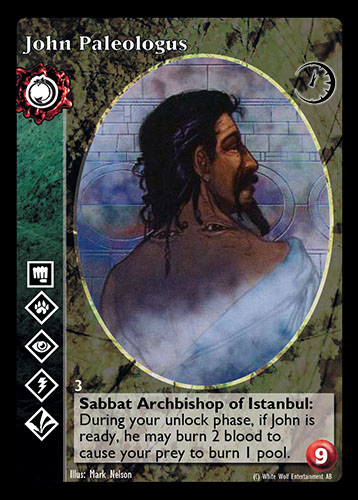 John Paleologus
3
Sabbat Archbishop of Istanbul:
During your unlock phase, if John is
ready, he may burn 2 blood to
cause your prey to burn 1 pool.
9
Illus: Mark Nelson
(C) White Wolf Entertainment AB